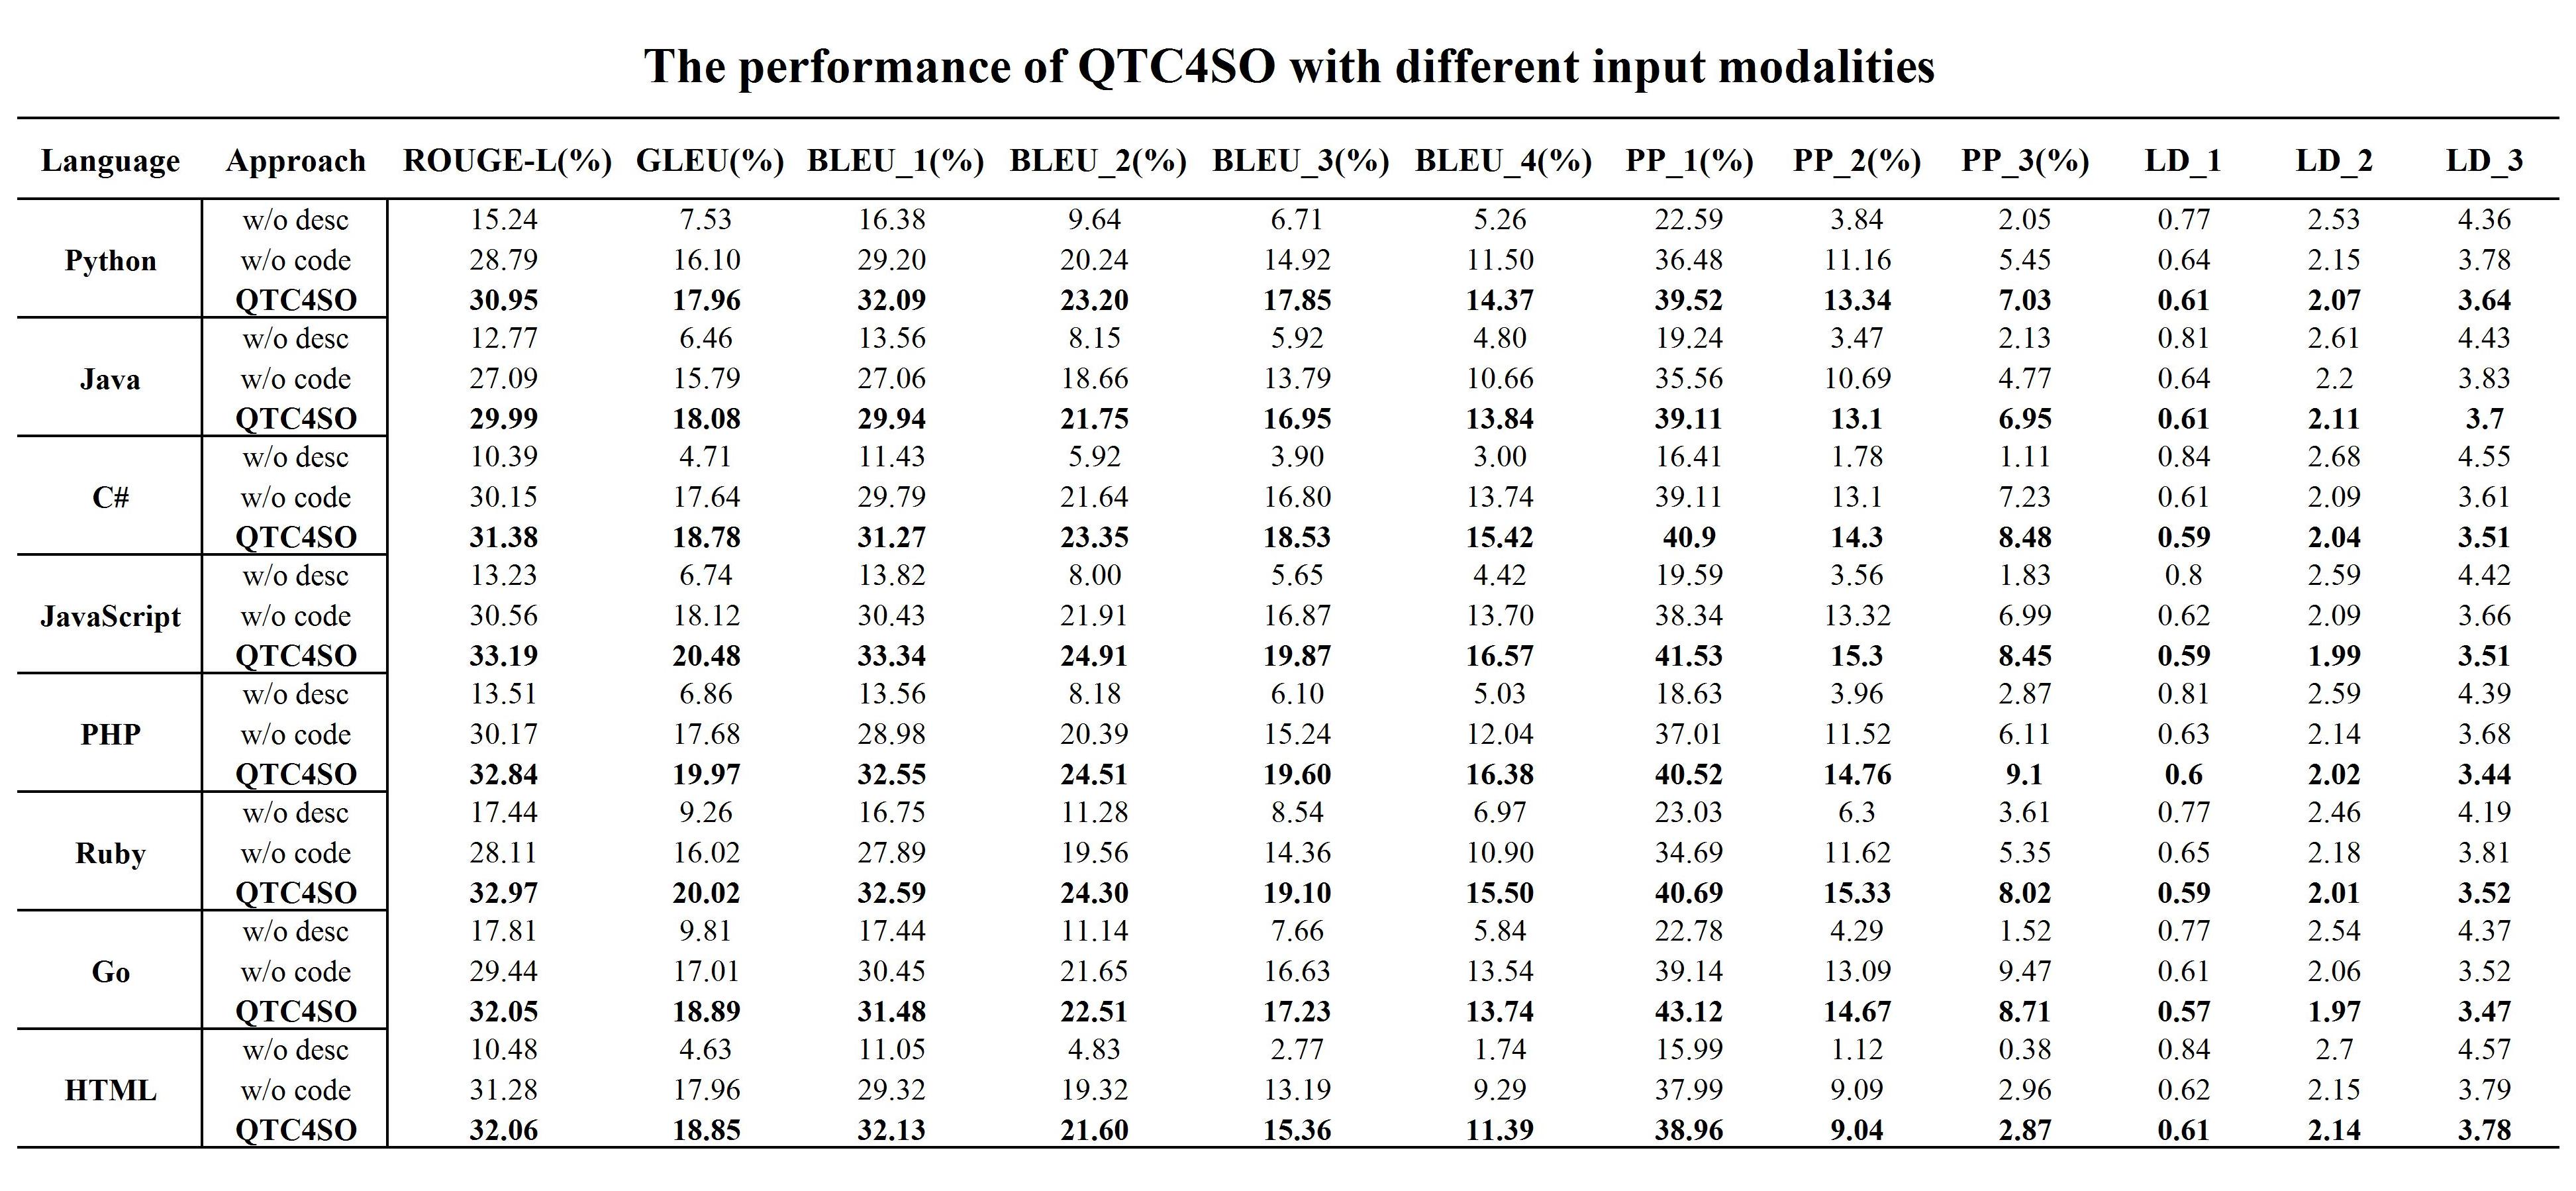 The performance of QTC4SO with different input modalities
Language Approach ROUGE-L(%) GLEU(%) BLEU_1(%) BLEU_2(%) BLEU_3(%) BLEU_4(%) PP_1(%) PP_2(%) PP_3(%) LD_1 LD_2 LD_3
w/o desc 15.24 7.53 16.38 9.64 6.71 5.26 22.59 3.84 2.05 0.77 2.53 4.36
Python w/o code 28.79 16.10 29.20 20.24 14.92 11.50 36.48 11.16 5.45 0.64 2.15 3.78
QTC4SO 30.95 17.96 32.09 23.20 17.85 14.37 39.52 13.34 7.03 0.61 2.07 3.64
w/o desc 12.77 6.46 13.56 8.15 5.92 4.80 19.24 3.47 2.13 0.81 2.61 4.43
Java w/o code 27.09 15.79 27.06 18.66 13.79 10.66 35.56 10.69 4.77 0.64 2.2 3.83
QTC4SO 29.99 18.08 29.94 21.75 16.95 13.84 39.11 13.1 6.95 0.61 2.11 3.7
w/o desc 10.39 4.71 11.43 5.92 3.90 3.00 16.41 1.78 1.11 0.84 2.68 4.55
C# w/o code 30.15 17.64 29.79 21.64 16.80 13.74 39.11 13.1 7.23 0.61 2.09 3.61
QTC4SO 31.38 18.78 31.27 23.35 18.53 15.42 40.9 14.3 8.48 0.59 2.04 3.51
w/o desc 13.23 6.74 13.82 8.00 5.65 4.42 19.59 3.56 1.83 0.8 2.59 4.42
JavaScript w/o code 30.56 18.12 30.43 21.91 16.87 13.70 38.34 13.32 6.99 0.62 2.09 3.66
QTC4SO 33.19 20.48 33.34 24.91 19.87 16.57 41.53 15.3 8.45 0.59 1.99 3.51
w/o desc 13.51 6.86 13.56 8.18 6.10 5.03 18.63 3.96 2.87 0.81 2.59 4.39
PHP w/o code 30.17 17.68 28.98 20.39 15.24 12.04 37.01 11.52 6.11 0.63 2.14 3.68
QTC4SO 32.84 19.97 32.55 24.51 19.60 16.38 40.52 14.76 9.1 0.6 2.02 3.44
w/o desc 17.44 9.26 16.75 11.28 8.54 6.97 23.03 6.3 3.61 0.77 2.46 4.19
Ruby w/o code 28.11 16.02 27.89 19.56 14.36 10.90 34.69 11.62 5.35 0.65 2.18 3.81
QTC4SO 32.97 20.02 32.59 24.30 19.10 15.50 40.69 15.33 8.02 0.59 2.01 3.52
w/o desc 17.81 9.81 17.44 11.14 7.66 5.84 22.78 4.29 1.52 0.77 2.54 4.37
Go w/o code 29.44 17.01 30.45 21.65 16.63 13.54 39.14 13.09 9.47 0.61 2.06 3.52
QTC4SO 32.05 18.89 31.48 22.51 17.23 13.74 43.12 14.67 8.71 0.57 1.97 3.47
w/o desc 10.48 4.63 11.05 4.83 2.77 1.74 15.99 1.12 0.38 0.84 2.7 4.57
HTML w/o code 31.28 17.96 29.32 19.32 13.19 9.29 37.99 9.09 2.96 0.62 2.15 3.79
QTC4SO 32.06 18.85 32.13 21.60 15.36 11.39 38.96 9.04 2.87 0.61 2.14 3.78